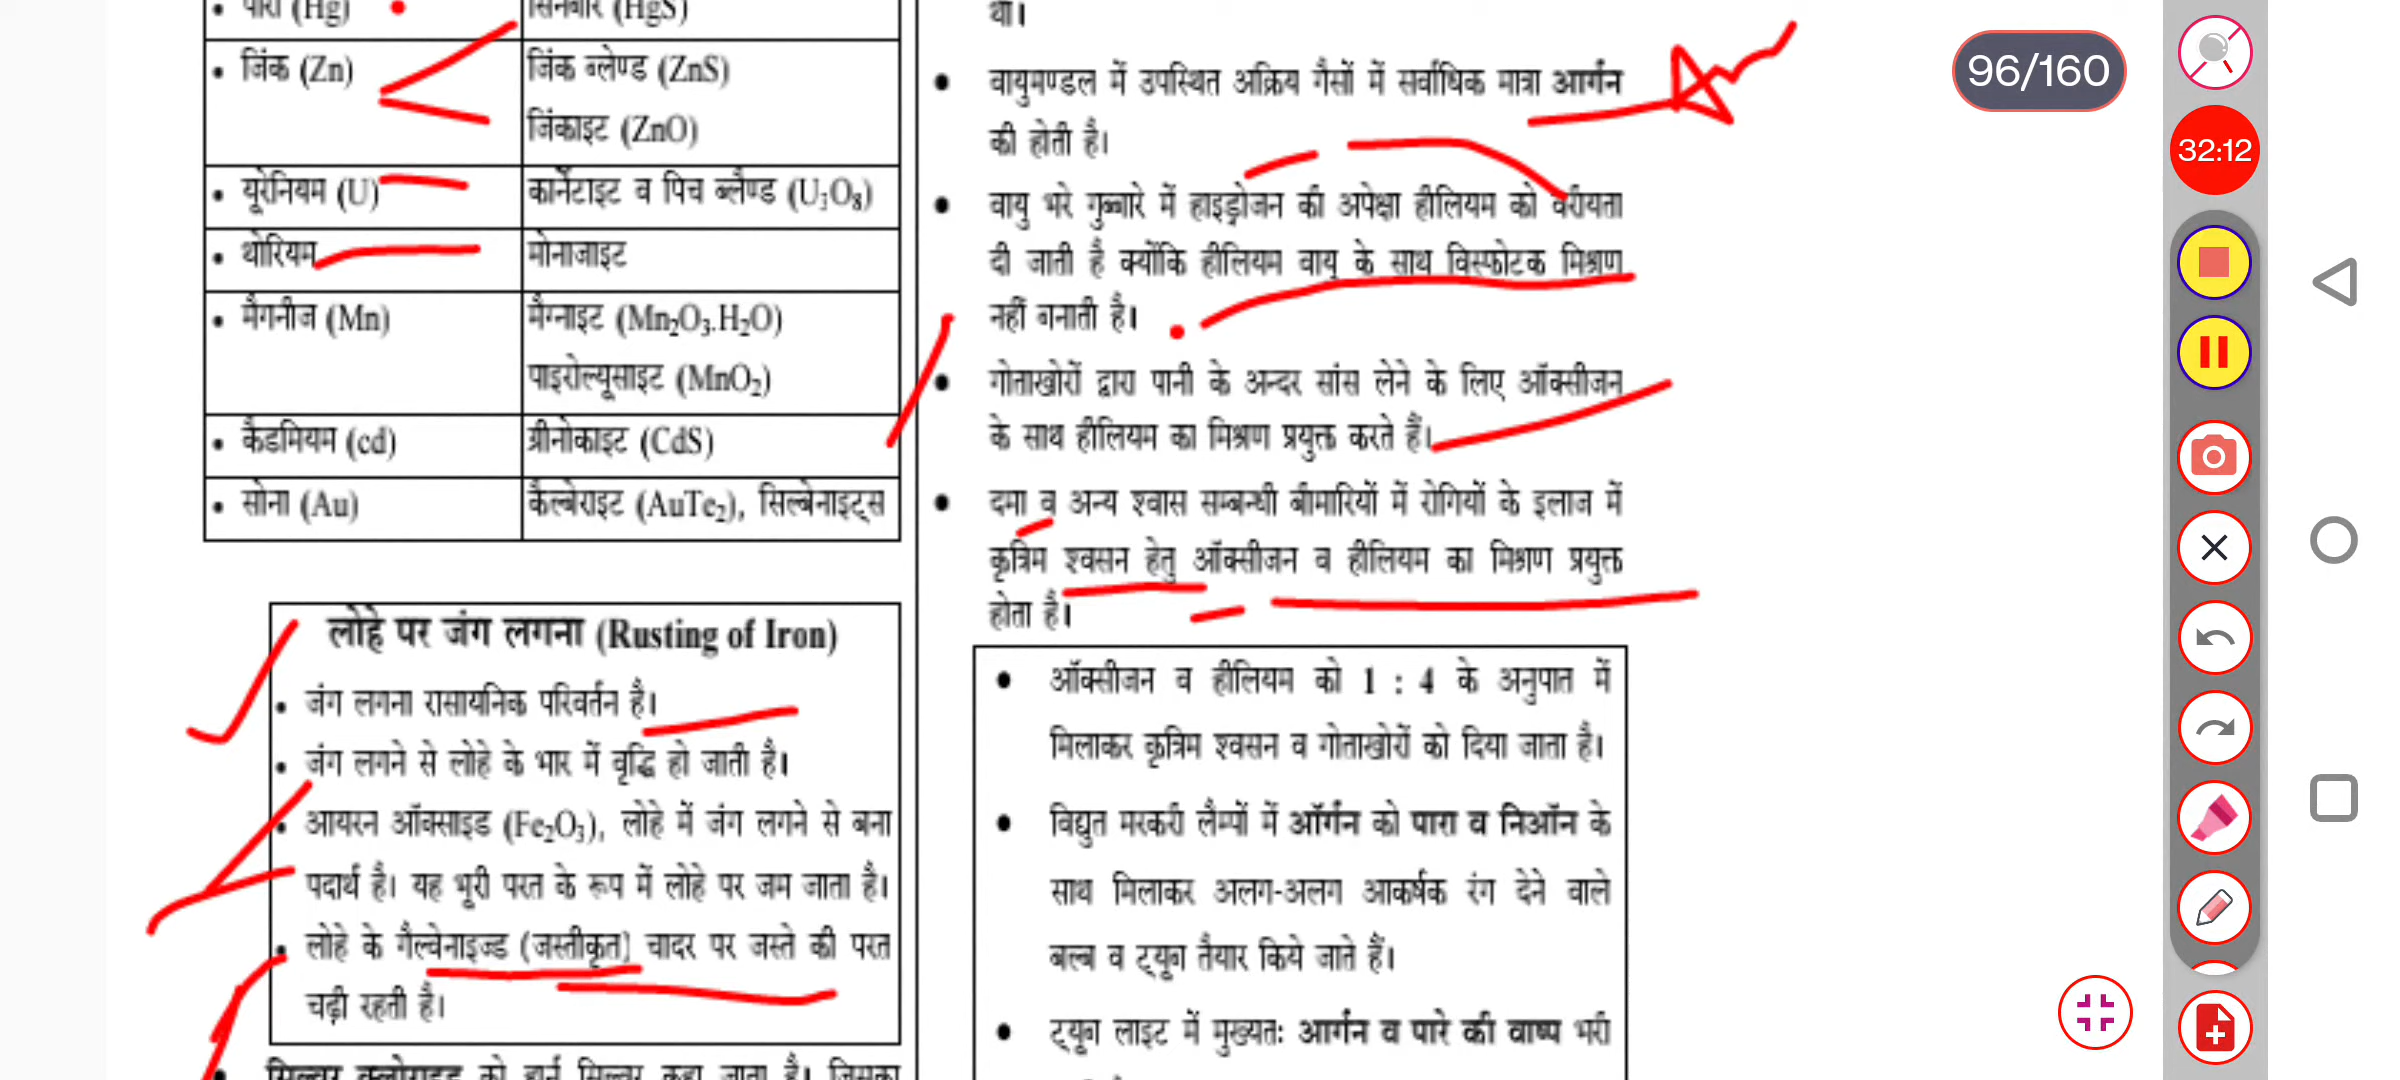 • पारा (Hg) सिनेबार (HgS)
• जिंक (Zn) जिंक ब्लेण्ड (ZnS)
जिंकाइट (ZnO)
• यूरेनियम (U) कार्नेटाइट व पिच ब्लैण्ड (U₃O₈)
• थोरियम मोनाजाइट
• मैगनीज (Mn) मैग्नाइट (Mn₂O₃.H₂O)
पाइरोल्यूसाइट (MnO₂)
• कैडमियम (cd) ग्रीनोकाइट (CdS)
• सोना (Au) कैल्बेराइट (AuTe₂), सिल्बेनाइट्स
लोहे पर जंग लगना (Rusting of Iron)
• जंग लगना रासायनिक परिवर्तन है।
• जंग लगने से लोहे के भार में वृद्धि हो जाती है।
• आयरन ऑक्साइड (Fe₂O₃), लोहे में जंग लगने से बना
पदार्थ है। यह भूरी परत के रूप में लोहे पर जम जाता है।
• लोहे के गैल्वेनाइज्ड (जस्तीकृत) चादर पर जस्ते की परत
चढ़ी रहती है।
• सिल्वर क्लोराइड को हार्न सिल्वर कहा जाता है। जिसका
था।
• वायुमण्डल में उपस्थित अक्रिय गैसों में सर्वाधिक मात्रा आर्गन
की होती है।
• वायु भरे गुब्बारे में हाइड्रोजन की अपेक्षा हीलियम को वरीयता
दी जाती है क्योंकि हीलियम वायु के साथ विस्फोटक मिश्रण
नहीं बनाती है।
• गोताखोरों द्वारा पानी के अन्दर सांस लेने के लिए ऑक्सीजन
के साथ हीलियम का मिश्रण प्रयुक्त करते हैं।
• दमा व अन्य श्वास सम्बन्धी बीमारियों में रोगियों के इलाज में
कृत्रिम श्वसन हेतु ऑक्सीजन व हीलियम का मिश्रण प्रयुक्त
होता है।
• ऑक्सीजन व हीलियम को 1 : 4 के अनुपात में
मिलाकर कृत्रिम श्वसन व गोताखोरों को दिया जाता है।
• विद्युत मरकरी लैम्पों में ऑर्गन को पारा व निऑन के
साथ मिलाकर अलग-अलग आकर्षक रंग देने वाले
बल्ब व ट्यूब तैयार किये जाते हैं।
• ट्यूब लाइट में मुख्यतः आर्गन व पारे की वाष्प भरी
96/160
32:12